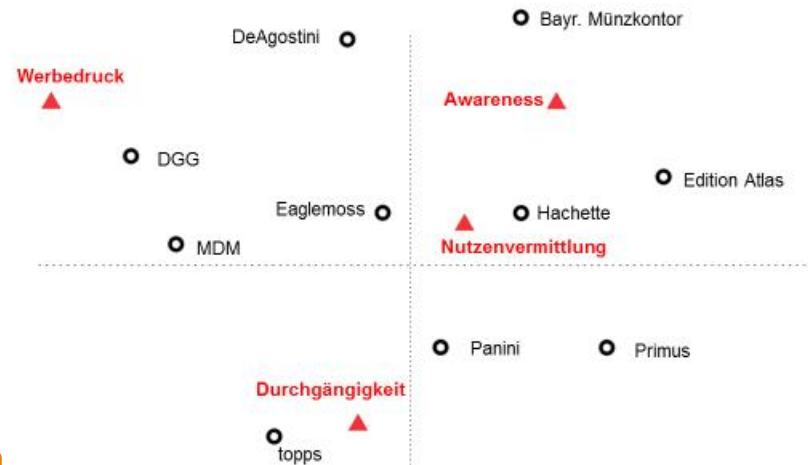 Bayr. Münzkontor
DeAgostini
Werbedruck
Awareness
DGG
Edition Atlas
Eaglemoss
Hachette
MDM
Nutzenvermittlung
Panini
Primus
Durchgängigkeit
topps